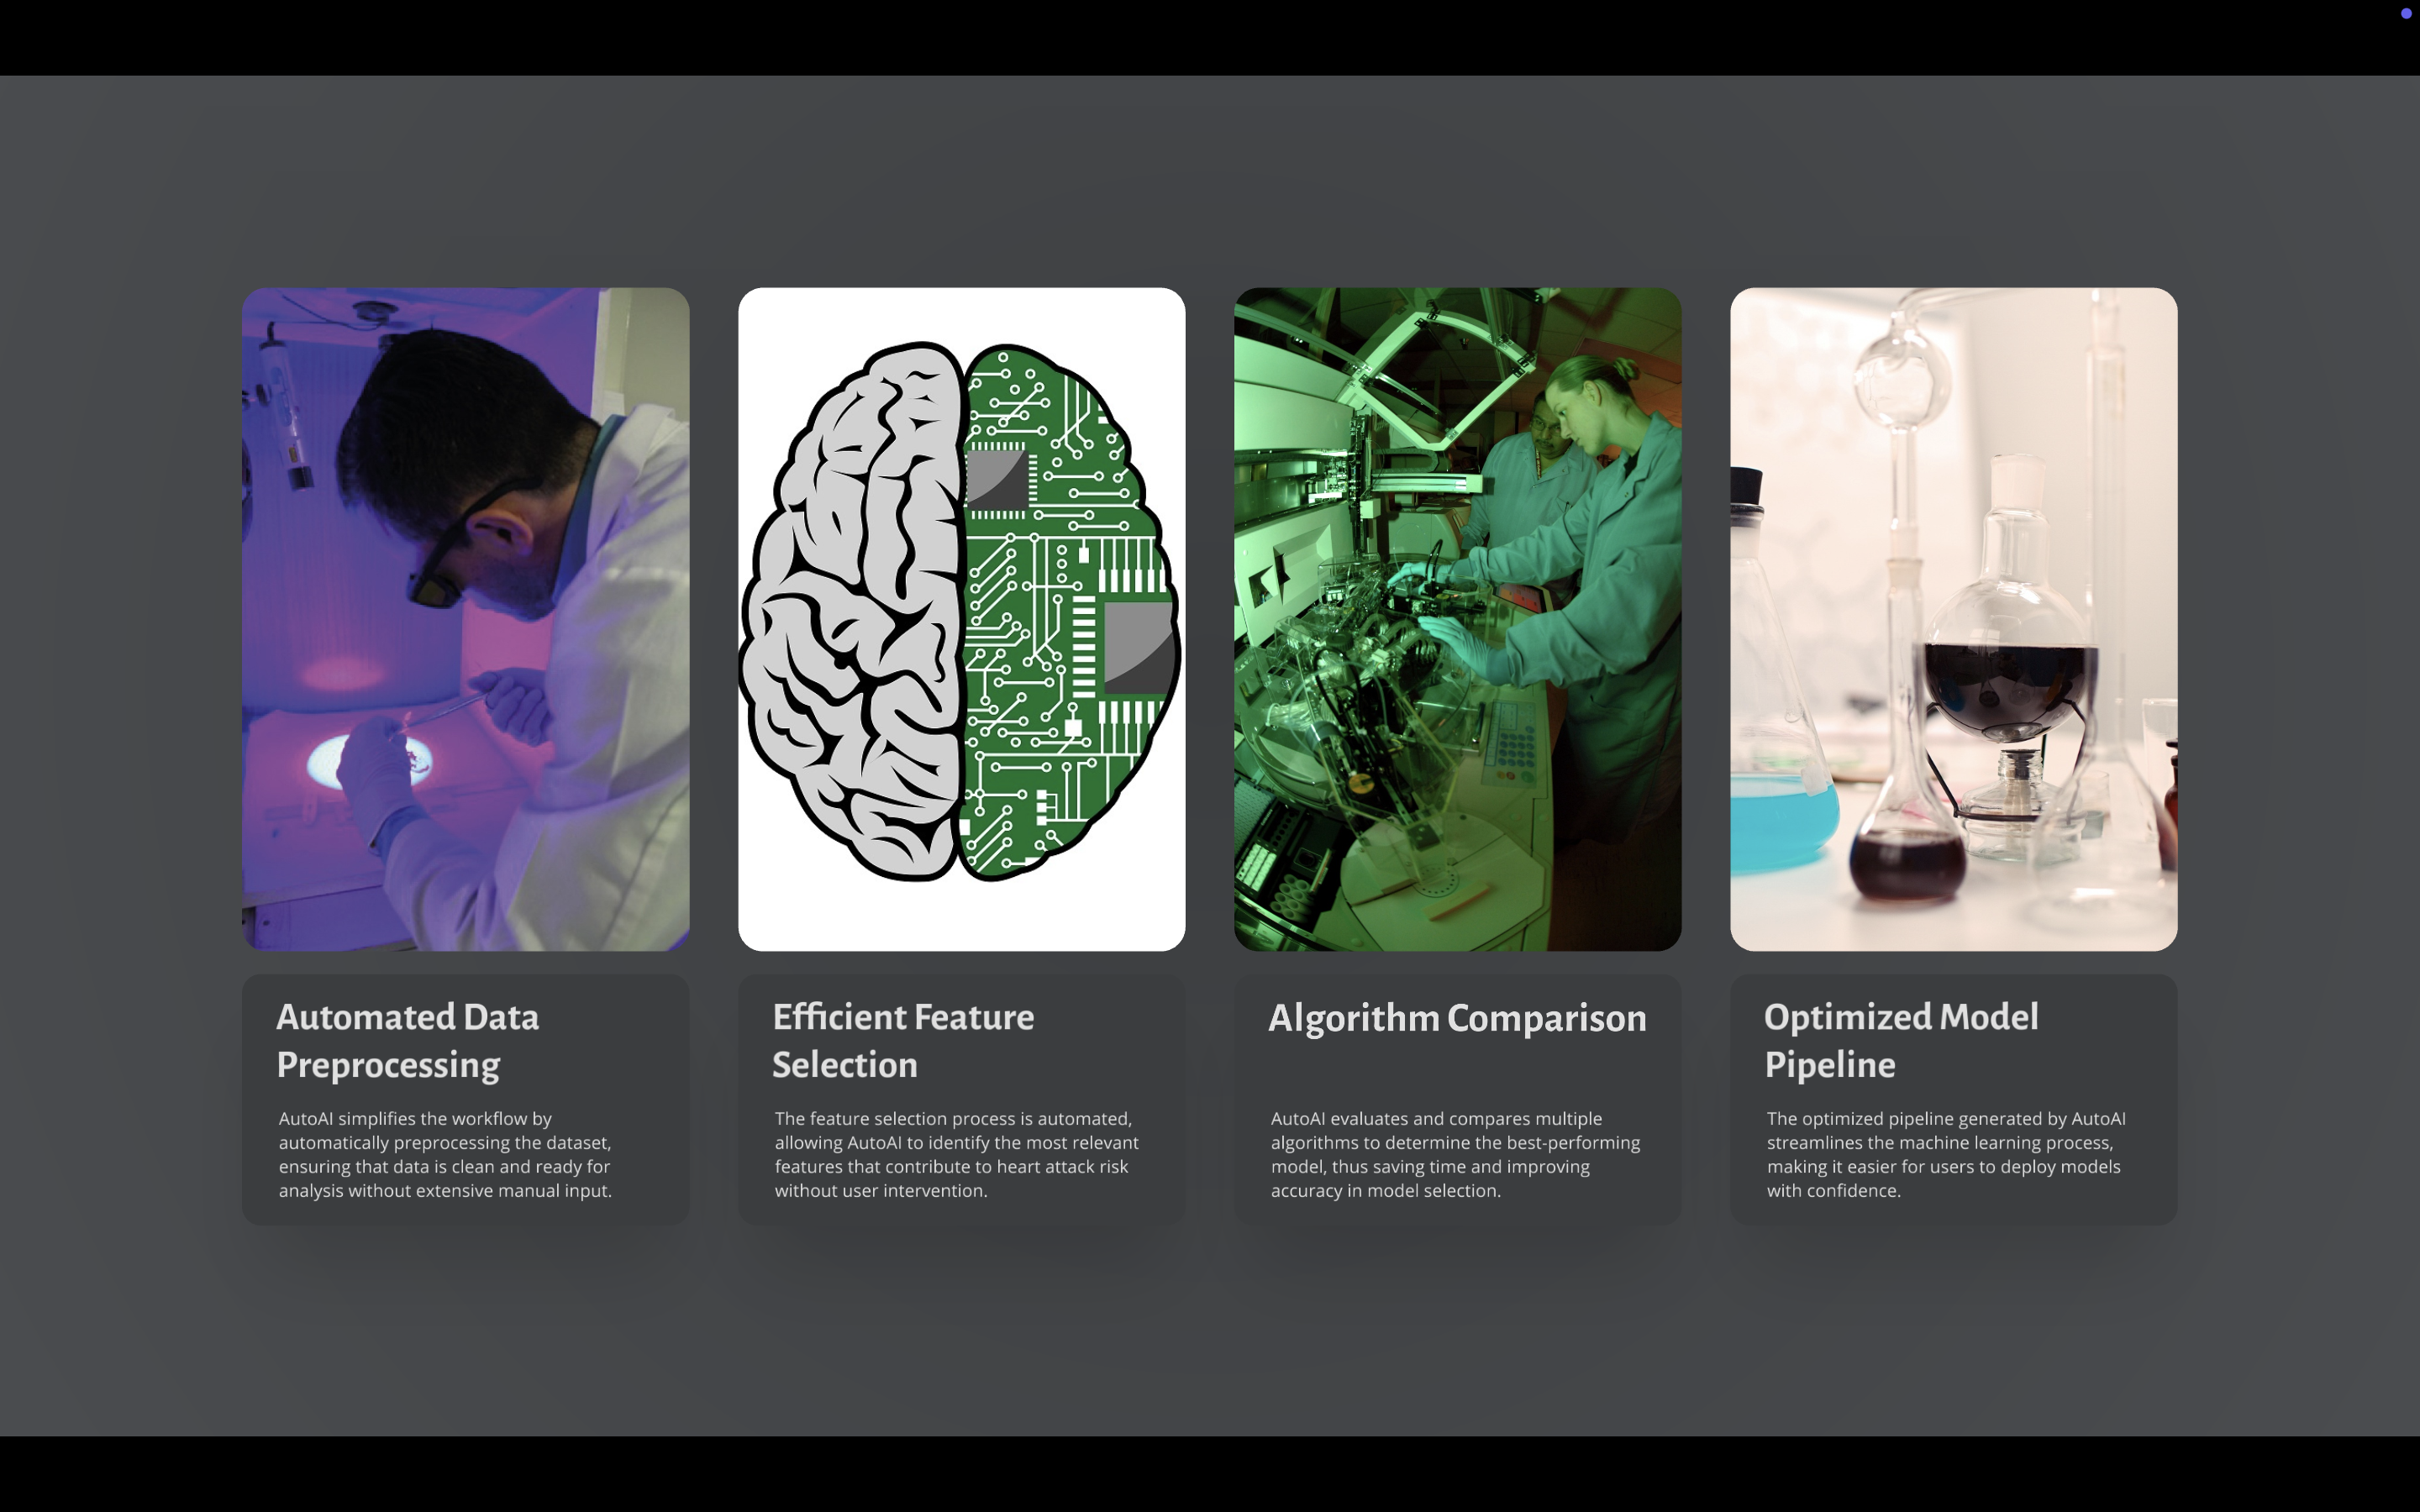 Automated Data
Preprocessing
AutoAI simplifies the workflow by
automatically preprocessing the dataset,
ensuring that data is clean and ready for
analysis without extensive manual input.
Efficient Feature
Selection
The feature selection process is automated,
allowing AutoAI to identify the most relevant
features that contribute to heart attack risk
without user intervention.
Algorithm Comparison
AutoAI evaluates and compares multiple
algorithms to determine the best-performing
model, thus saving time and improving
accuracy in model selection.
Optimized Model
Pipeline
The optimized pipeline generated by AutoAI
streamlines the machine learning process,
making it easier for users to deploy models
with confidence.